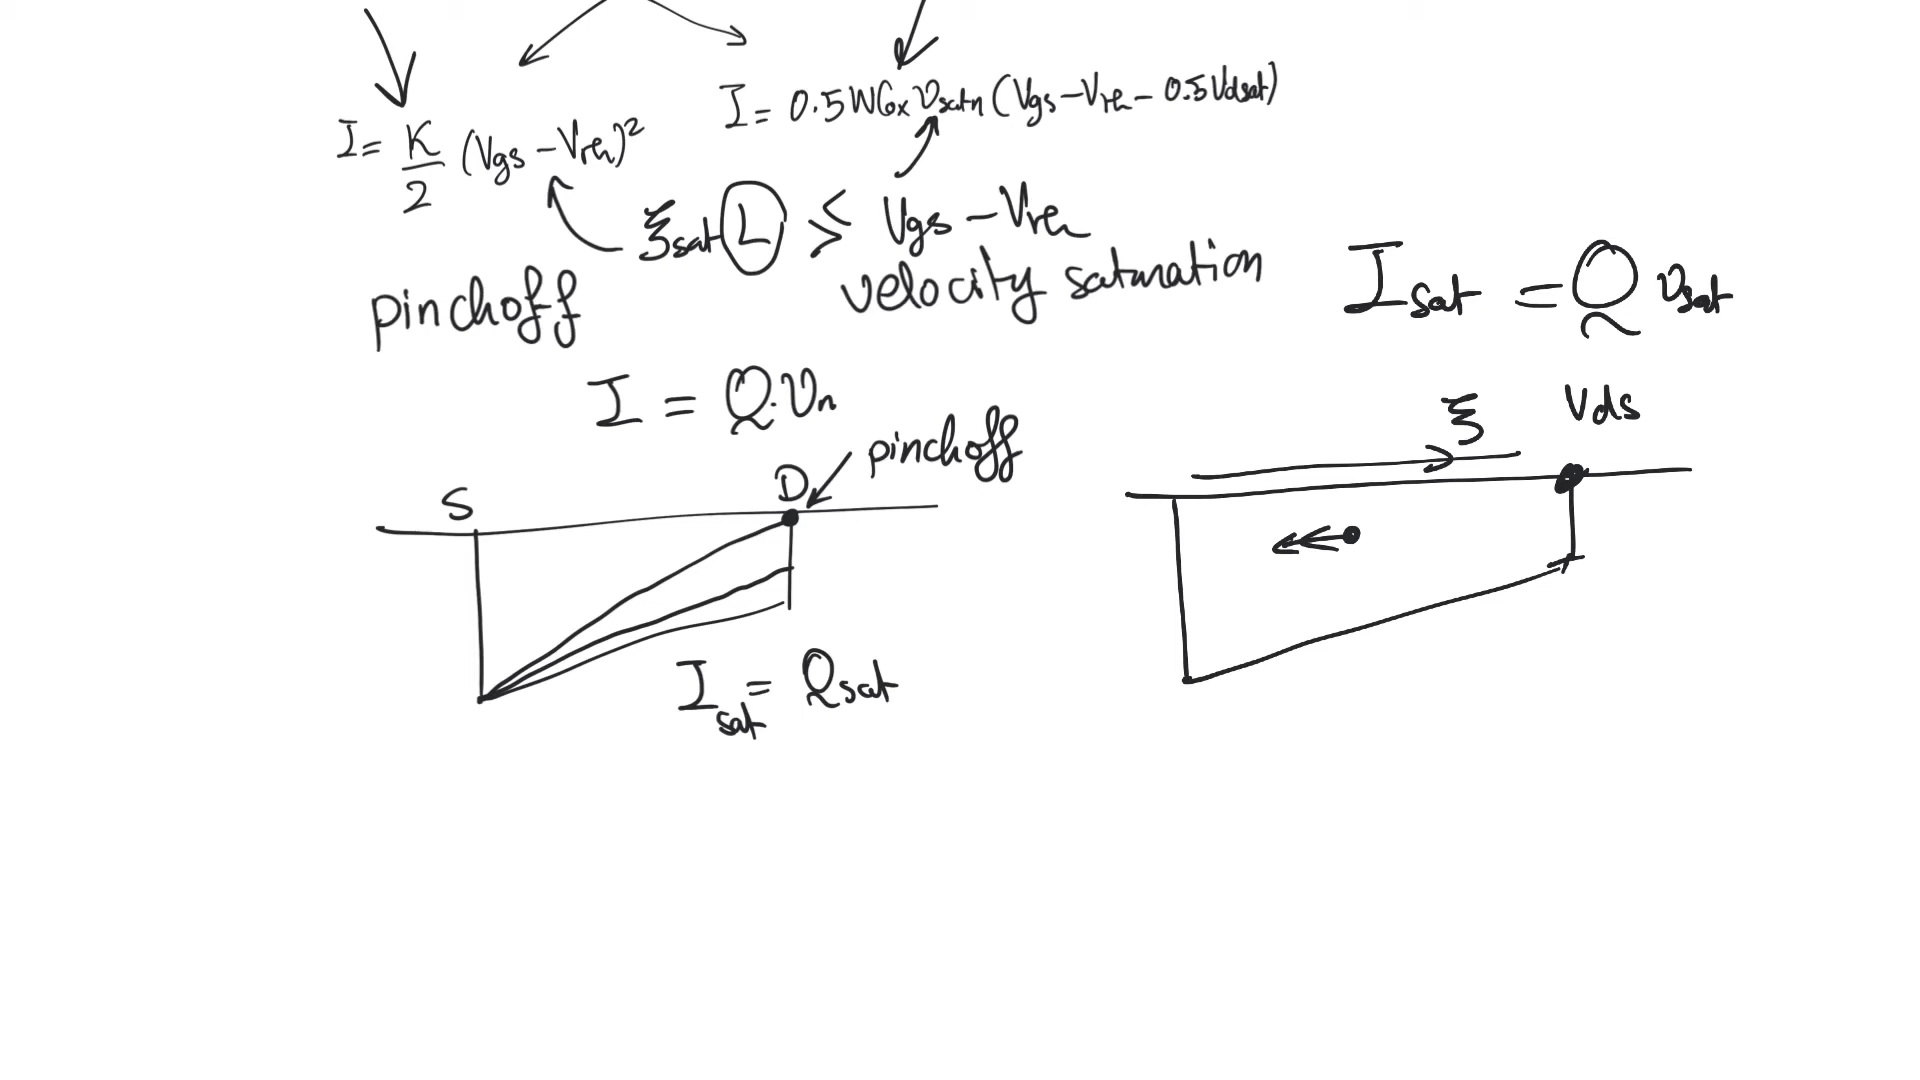 I = K/2 (Vgs - Vth)²
I = 0.5 W Cox vsatn (Vgs - Vth - 0.5 Vdsat)
ξsat L ≶ Vgs - Vth
pinchoff
velocity saturation
Isat = Q vsat
I = Q·vn
pinchoff
S
D
Isat = Qsat
ξ
Vds